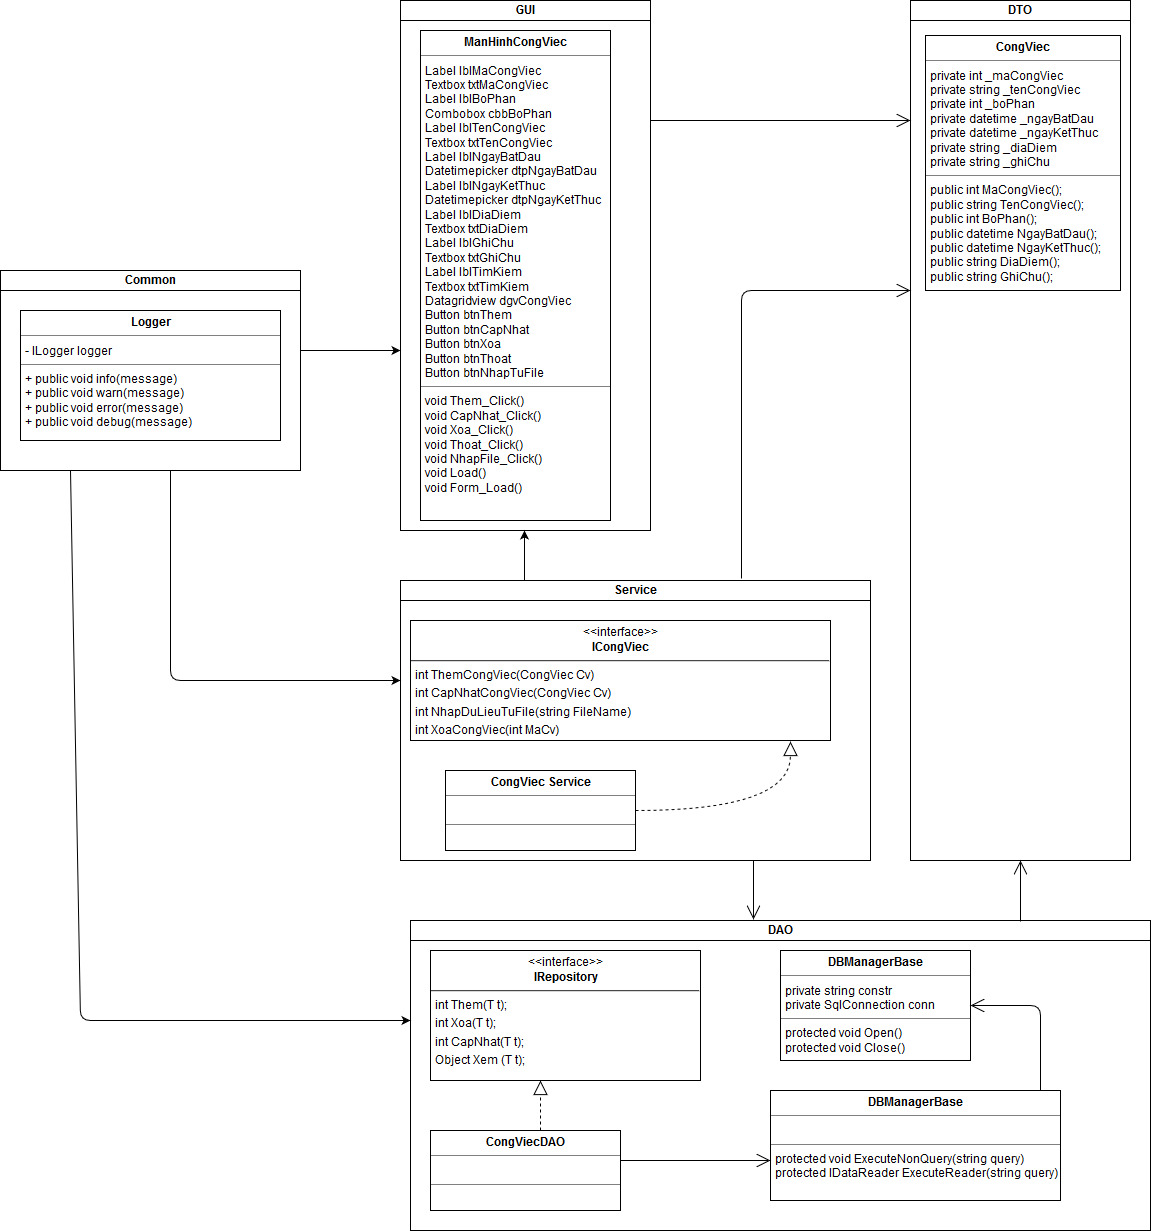 GUI
ManHinhCongViec
Label lblMaCongViec
Textbox txtMaCongViec
Label lblBoPhan
Combobox cbbBoPhan
Label lblTenCongViec
Textbox txtTenCongViec
Label lblNgayBatDau
Datetimepicker dtpNgayBatDau
Label lblNgayKetThuc
Datetimepicker dtpNgayKetThuc
Label lblDiaDiem
Textbox txtDiaDiem
Label lblGhiChu
Textbox txtGhiChu
Label lblTimKiem
Textbox txtTimKiem
Datagridview dgvCongViec
Button btnThem
Button btnCapNhat
Button btnXoa
Button btnThoat
Button btnNhapTuFile
void Them_Click()
void CapNhat_Click()
void Xoa_Click()
void Thoat_Click()
void NhapFile_Click()
void Load()
void Form_Load()
DTO
CongViec
private int _maCongViec
private string _tenCongViec
private int _boPhan
private datetime _ngayBatDau
private datetime _ngayKetThuc
private string _diaDiem
private string _ghiChu
public int MaCongViec();
public string TenCongViec();
public int BoPhan();
public datetime NgayBatDau();
public datetime NgayKetThuc();
public string DiaDiem();
public string GhiChu();
Common
Logger
- ILogger logger
+ public void info(message)
+ public void warn(message)
+ public void error(message)
+ public void debug(message)
Service
<<interface>>
ICongViec
int ThemCongViec(CongViec Cv)
int CapNhatCongViec(CongViec Cv)
int NhapDuLieuTuFile(string FileName)
int XoaCongViec(int MaCv)
CongViec Service
DAO
<<interface>>
IRepository
int Them(T t);
int Xoa(T t);
int CapNhat(T t);
Object Xem (T t);
CongViecDAO
DBManagerBase
private string constr
private SqlConnection conn
protected void Open()
protected void Close()
DBManagerBase
protected void ExecuteNonQuery(string query)
protected IDataReader ExecuteReader(string query)